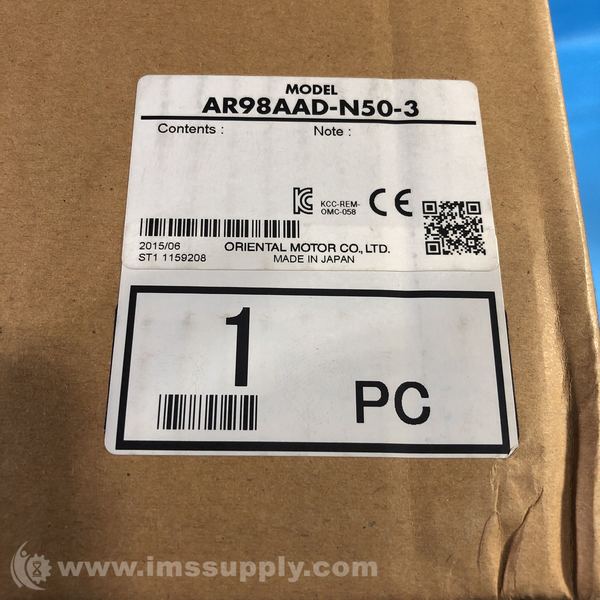 MODEL
AR98AAD-N50-3
Contents : Note :
KCC-REM-
OMC-058
CE
2015/06 ORIENTAL MOTOR CO., LTD.
ST1 1159208 MADE IN JAPAN
1 PC
www.imssupply.com